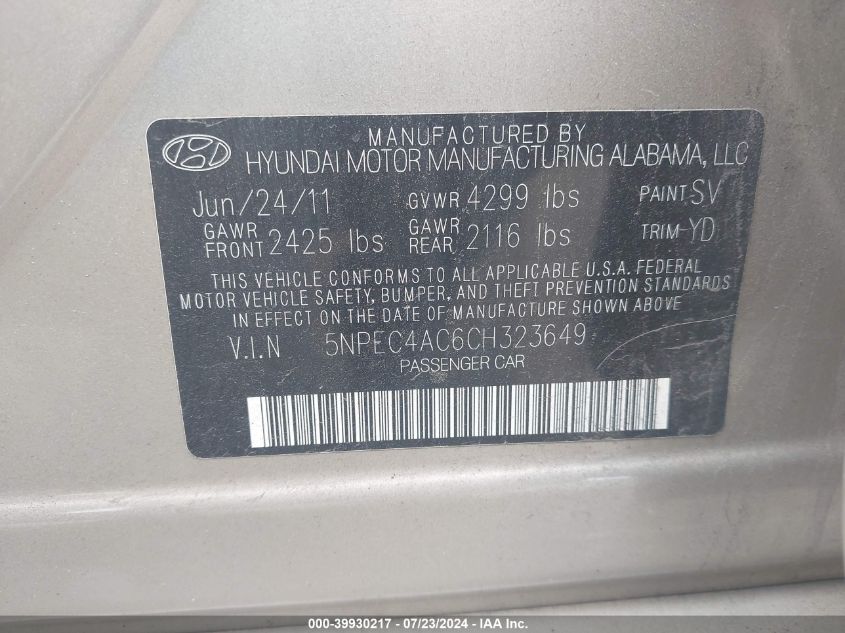 MANUFACTURED BY
HYUNDAI MOTOR MANUFACTURING ALABAMA, LLC
Jun/24/11 GVWR 4299 lbs PAINT SV
GAWR FRONT 2425 lbs GAWR REAR 2116 lbs TRIM-YD
THIS VEHICLE CONFORMS TO ALL APPLICABLE U.S.A. FEDERAL
MOTOR VEHICLE SAFETY, BUMPER, AND THEFT PREVENTION STANDARDS
IN EFFECT ON THE DATE OF MANUFACTURE SHOWN ABOVE
V.I.N 5NPEC4AC6CH323649
PASSENGER CAR
000-39930217 - 07/23/2024 - IAA Inc.